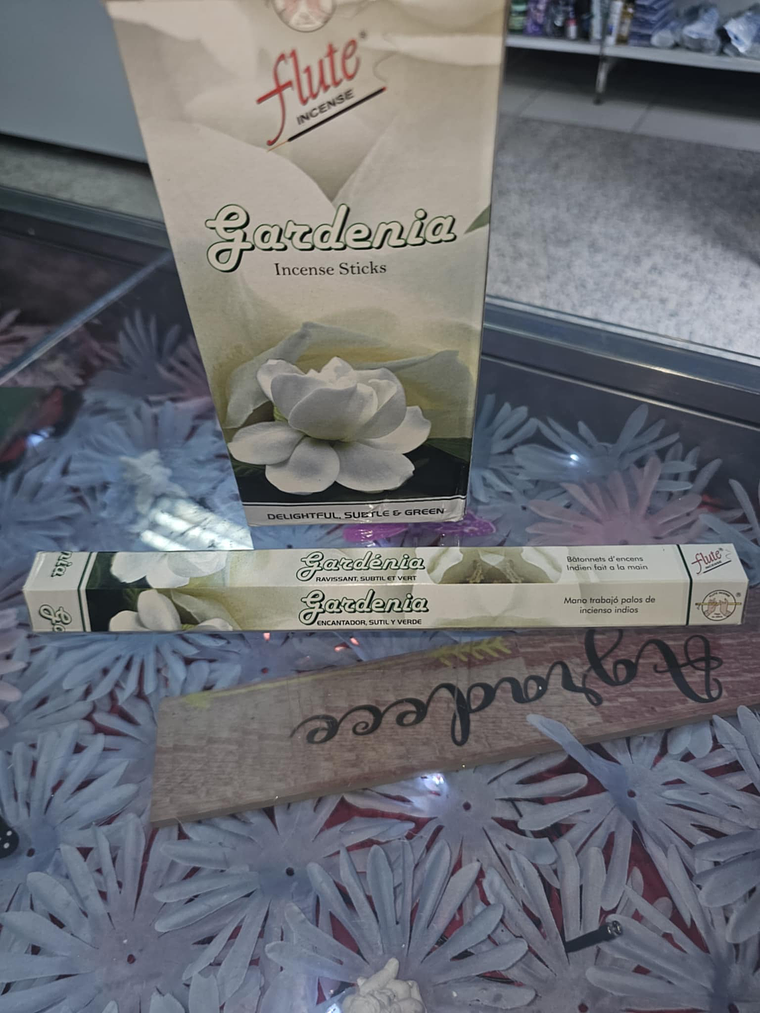 flute®
INCENSE
Gardenia
Incense Sticks
DELIGHTFUL, SUBTLE & GREEN
Gardénia
RAVISSANT, SUBTIL ET VERT
Bâtonnets d'encens
Indien fait a la main
flute
Gardenia
ENCANTADOR, SUTIL Y VERDE
Mano trabajó palos de
incienso indios
Agradece